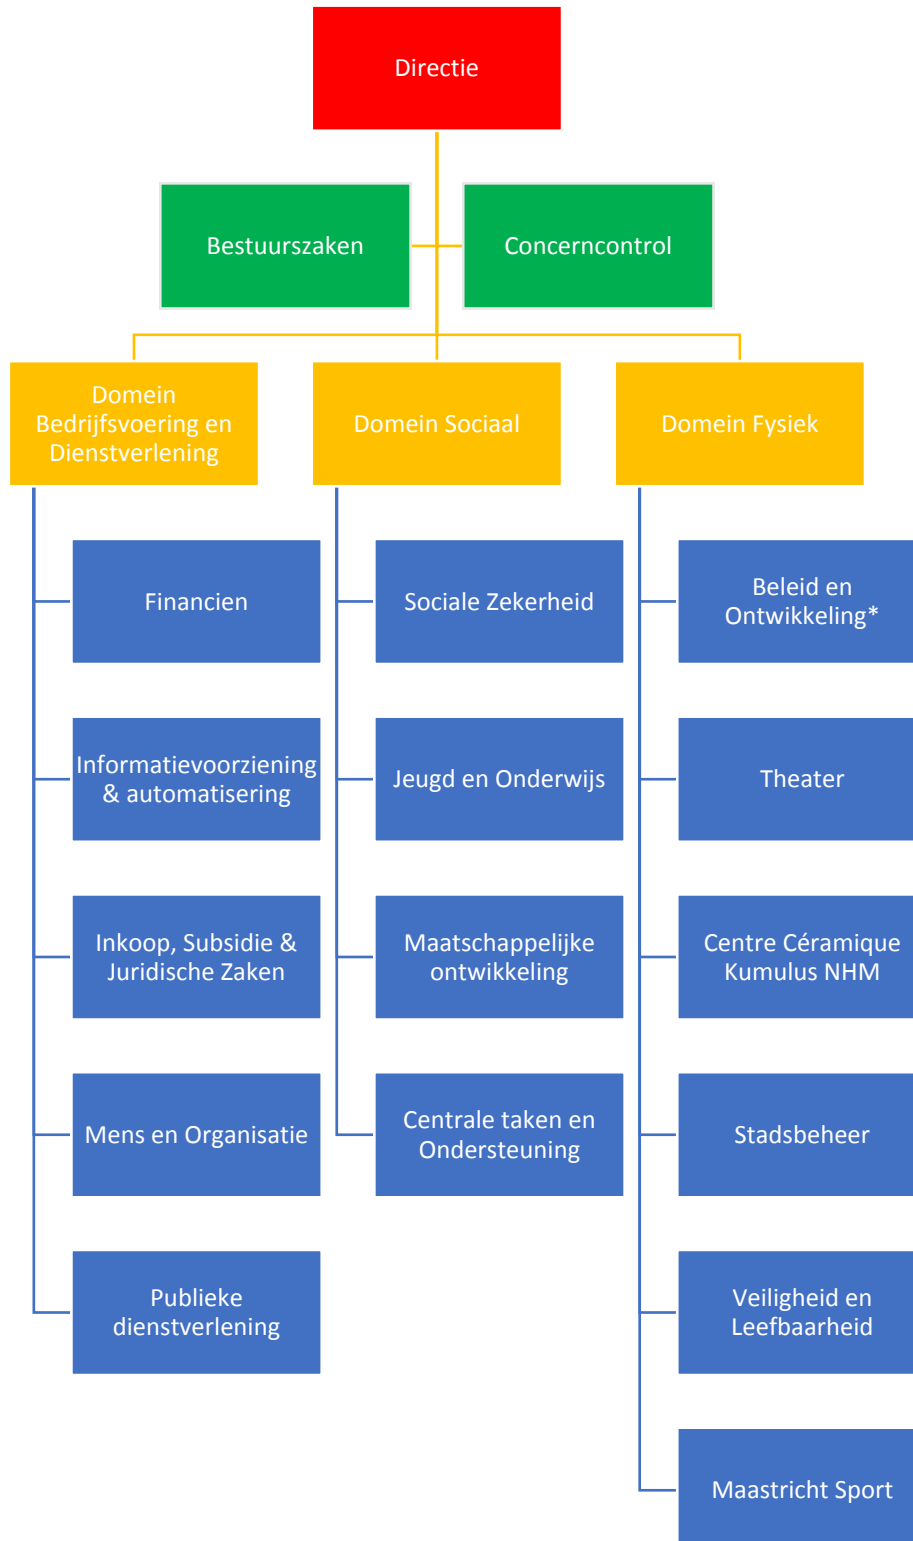 Directie
Bestuurszaken
Concerncontrol
Domein
Bedrijfsvoering en
Dienstverlening
Domein Sociaal
Domein Fysiek
Financien
Informatievoorziening
& automatisering
Inkoop, Subsidie &
Juridische Zaken
Mens en Organisatie
Publieke
dienstverlening
Sociale Zekerheid
Jeugd en Onderwijs
Maatschappelijke
ontwikkeling
Centrale taken en
Ondersteuning
Beleid en
Ontwikkeling*
Theater
Centre Céramique
Kumulus NHM
Stadsbeheer
Veiligheid en
Leefbaarheid
Maastricht Sport